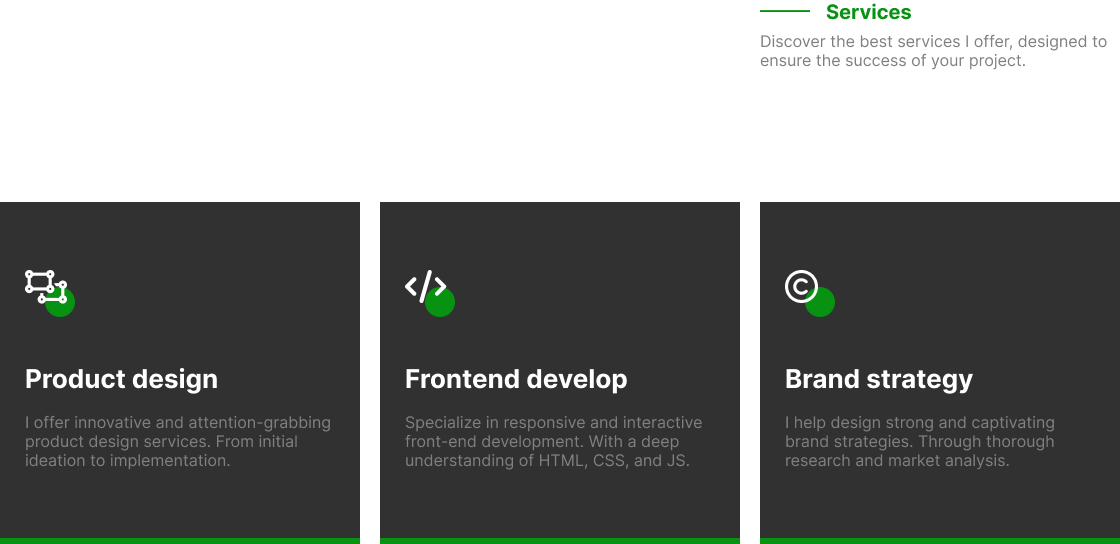 Services
Discover the best services I offer, designed to
ensure the success of your project.
Product design
I offer innovative and attention-grabbing
product design services. From initial
ideation to implementation.
Frontend develop
Specialize in responsive and interactive
front-end development. With a deep
understanding of HTML, CSS, and JS.
Brand strategy
I help design strong and captivating
brand strategies. Through thorough
research and market analysis.